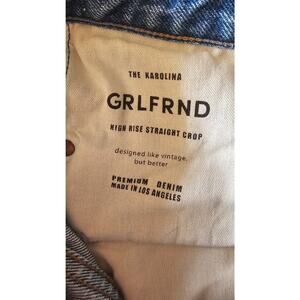 THE KAROLINA
GRLFRND
HIGH RISE STRAIGHT CROP
designed like vintage,
but better
PREMIUM DENIM
MADE IN LOS ANGELES